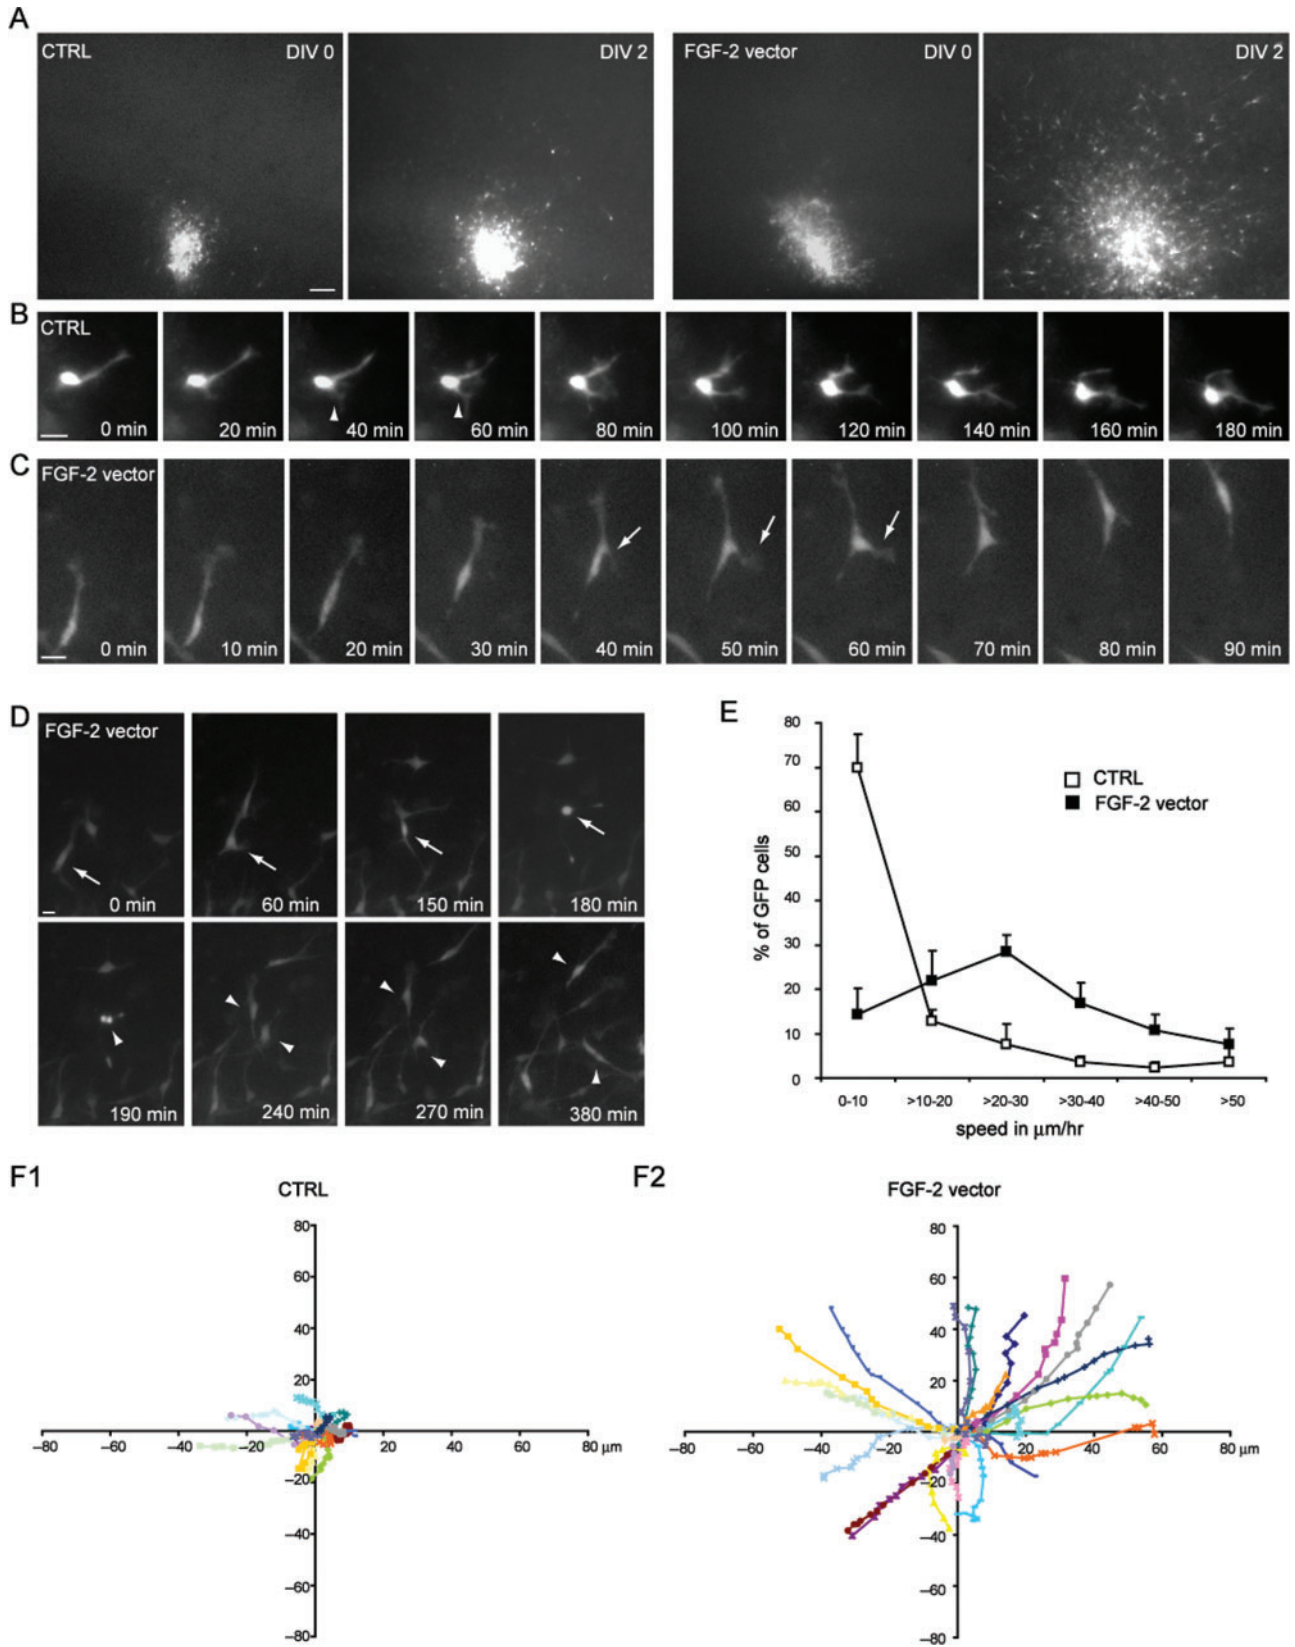 A
CTRL DIV 0
DIV 2
FGF-2 vector DIV 0
DIV 2
B
CTRL
0 min 20 min 40 min 60 min 80 min 100 min 120 min 140 min 160 min 180 min
C
FGF-2 vector
0 min 10 min 20 min 30 min 40 min 50 min 60 min 70 min 80 min 90 min
D
FGF-2 vector
0 min 60 min 150 min 180 min
190 min 240 min 270 min 380 min
E
80
70
60
50
40
30
20
10
0
% of GFP cells
CTRL
FGF-2 vector
0-10 >10-20 >20-30 >30-40 >40-50 >50
speed in μm/hr
F1
CTRL
80
60
40
20
–80 –60 –40 –20 20 40 60 80 μm
–20
–40
–60
–80
F2
FGF-2 vector
80
60
40
20
–80 –60 –40 –20 20 40 60 80 μm
–20
–40
–60
–80